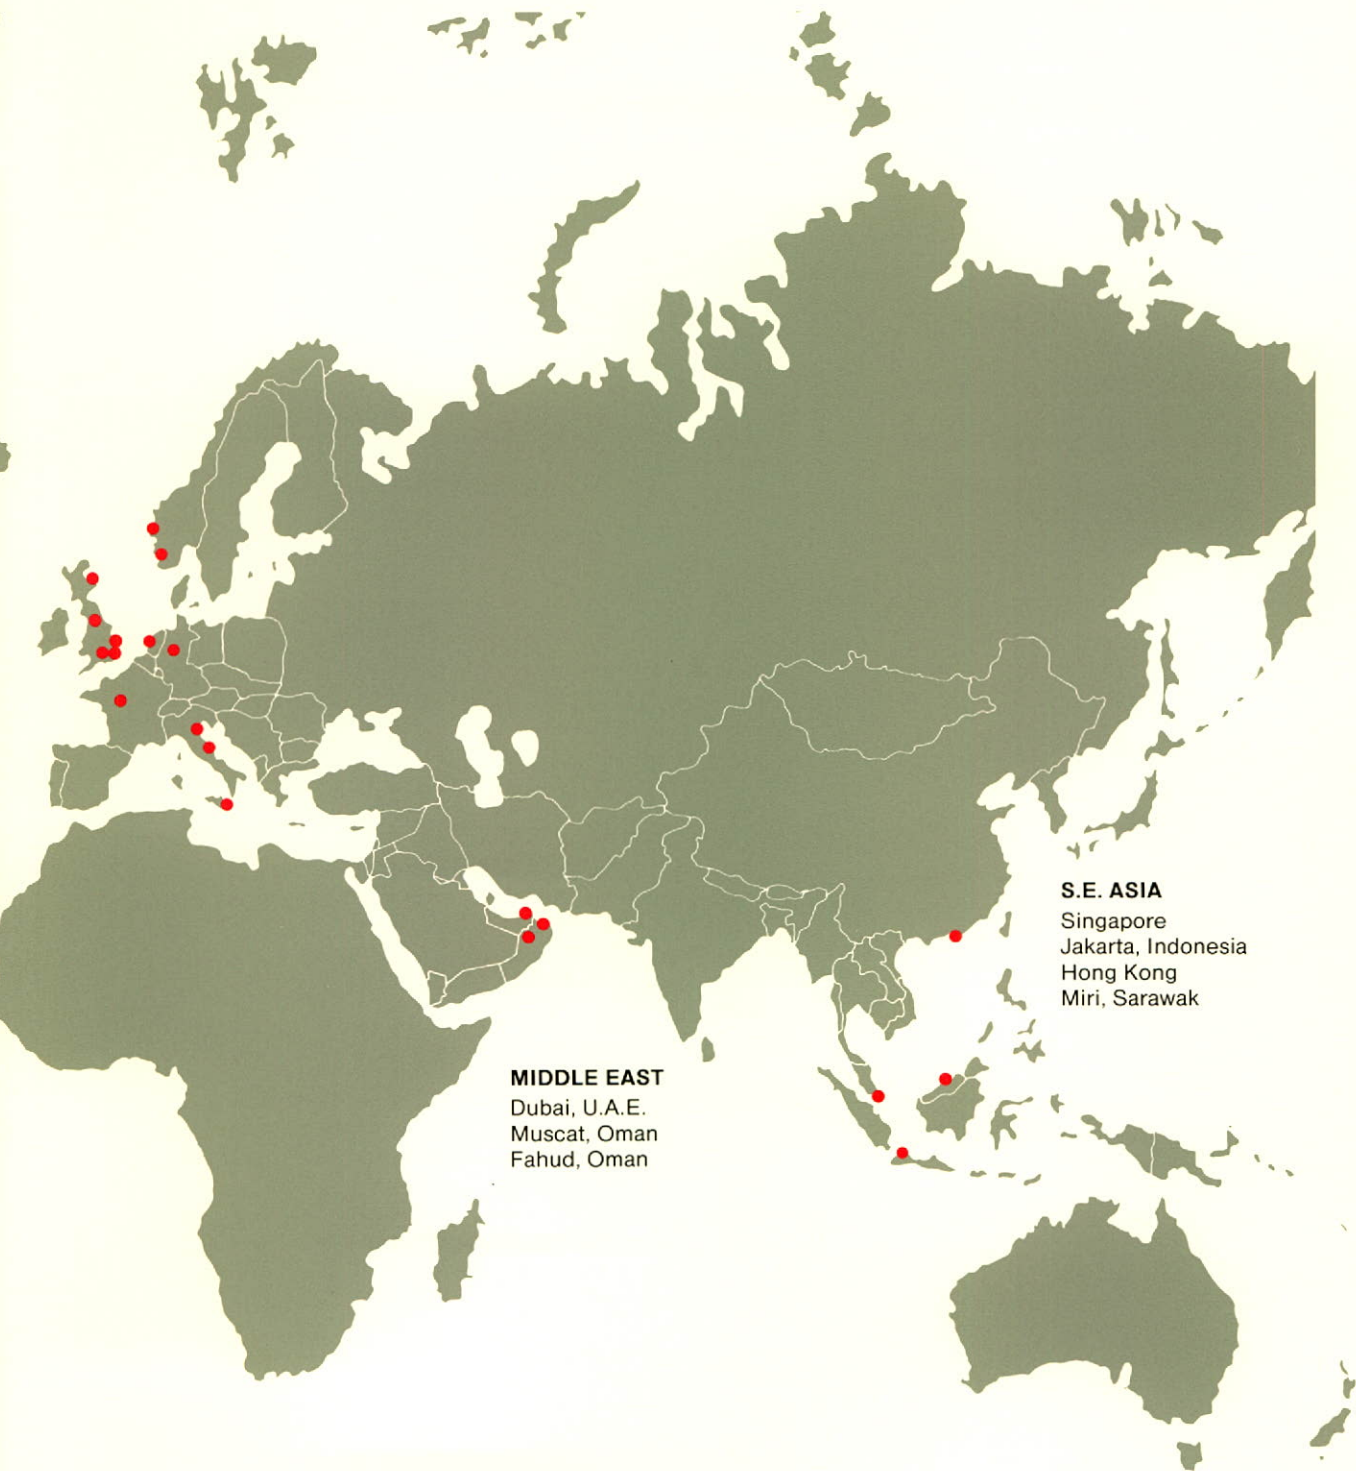 S.E. ASIA
Singapore
Jakarta, Indonesia
Hong Kong
Miri, Sarawak
MIDDLE EAST
Dubai, U.A.E.
Muscat, Oman
Fahud, Oman